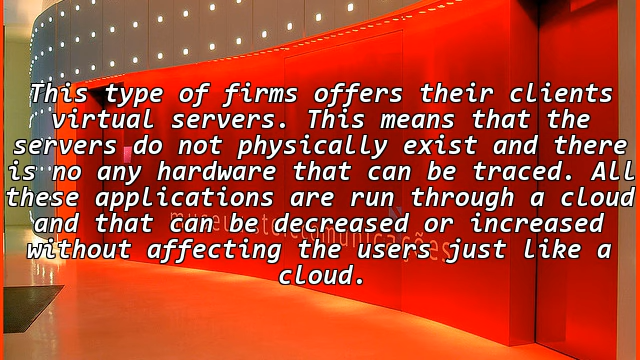 This type of firms offers their clients
virtual servers. This means that the
servers do not physically exist and there
is no any hardware that can be traced. All
these applications are run through a cloud
and that can be decreased or increased
without affecting the users just like a
cloud.